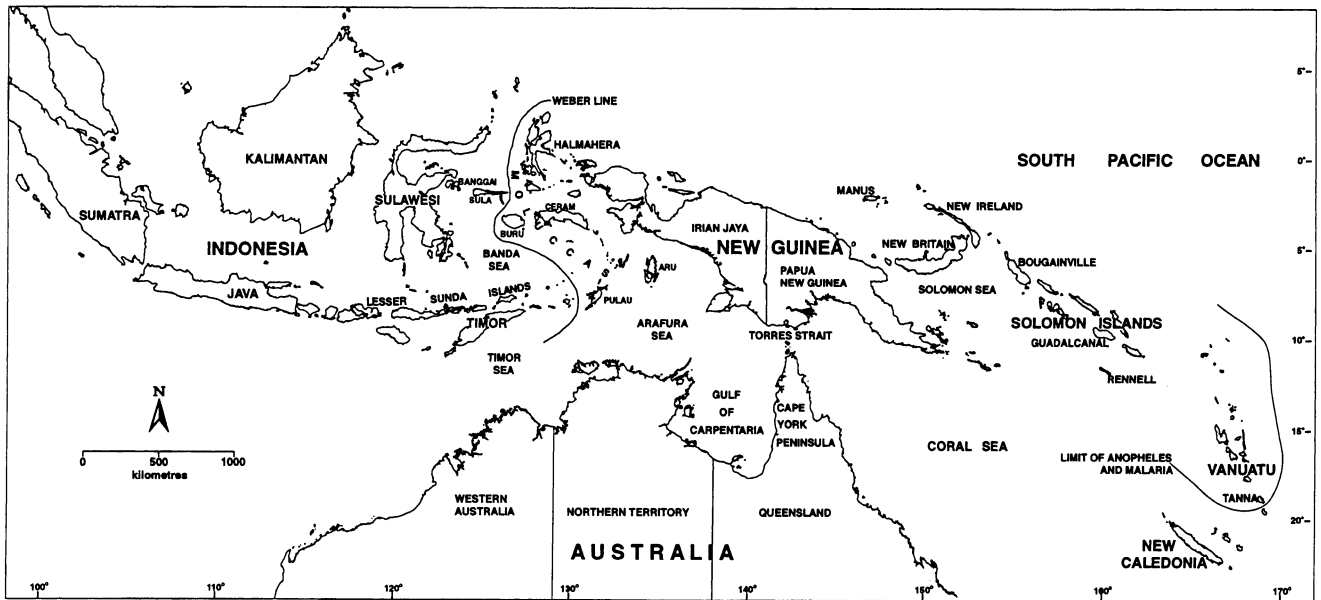 WEBER LINE
5°
HALMAHERA
KALIMANTAN
SOUTH PACIFIC OCEAN
0°
BANGGAI
MANUS
SULAWESI
SULA
CERAM
NEW IRELAND
SUMATRA
IRIAN JAYA
BURU
MOLUCCAS
INDONESIA
NEW GUINEA
NEW BRITAIN
5°
BANDA
SEA
ARU
BOUGAINVILLE
PAPUA
NEW GUINEA
SOLOMON SEA
JAVA
LESSER SUNDA ISLANDS
PULAU
TIMOR
ARAFURA
SEA
SOLOMON ISLANDS
TORRES STRAIT
GUADALCANAL
10°
TIMOR
SEA
RENNELL
N
GULF
OF
CARPENTARIA
CAPE
YORK
PENINSULA
15°
CORAL SEA
0 500 1000
kilometres
LIMIT OF ANOPHELES
AND MALARIA
VANUATU
TANNA
WESTERN
AUSTRALIA
NORTHERN TERRITORY
QUEENSLAND
20°
AUSTRALIA
NEW
CALEDONIA
100° 110° 120° 130° 140° 150° 160° 170°